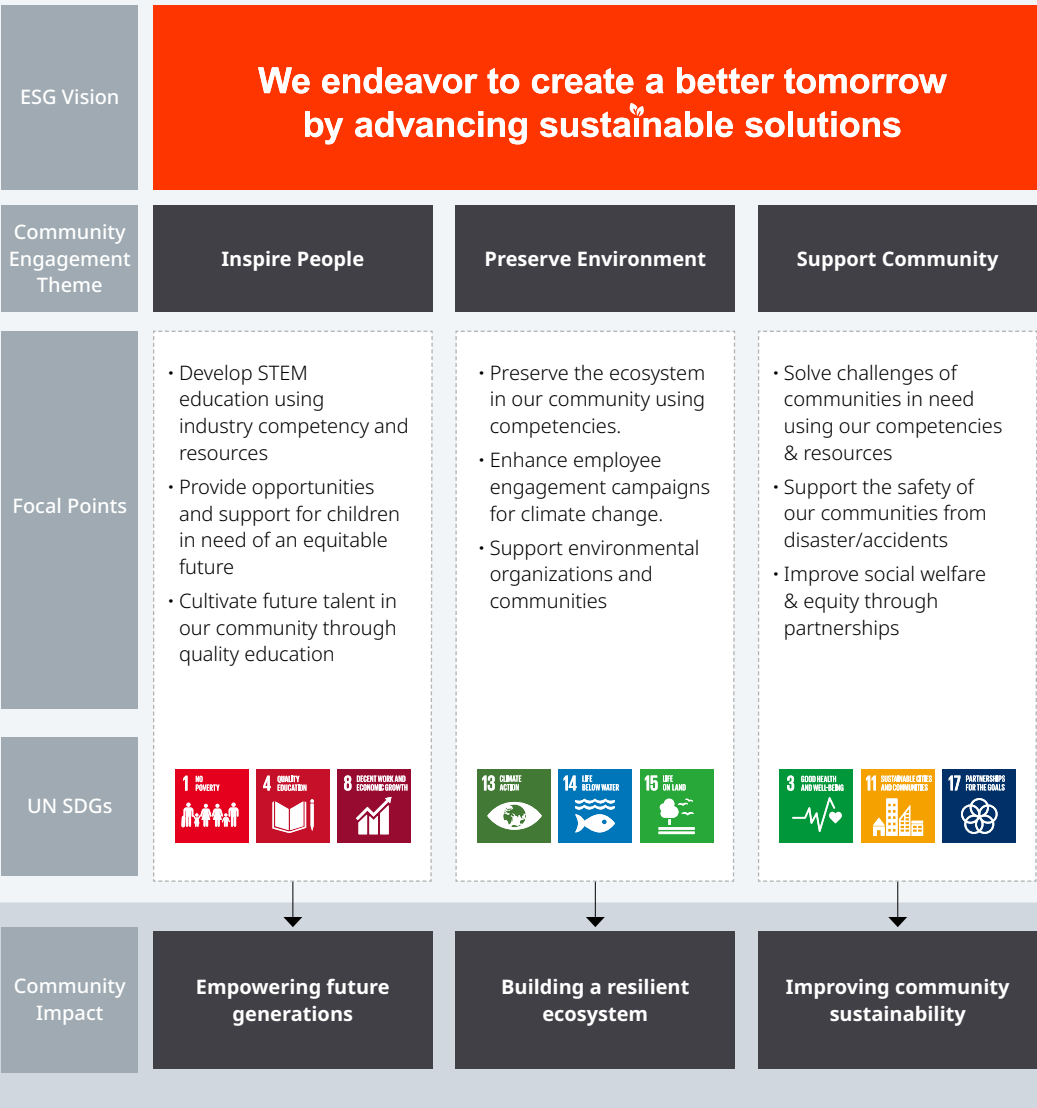 ESG Vision
We endeavor to create a better tomorrow
by advancing sustainable solutions
Community
Engagement
Theme
Inspire People
Preserve Environment
Support Community
Focal Points
· Develop STEM
education using
industry competency and
resources
· Provide opportunities
and support for children
in need of an equitable
future
· Cultivate future talent in
our community through
quality education
· Preserve the ecosystem
in our community using
competencies.
· Enhance employee
engagement campaigns
for climate change.
· Support environmental
organizations and
communities
· Solve challenges of
communities in need
using our competencies
& resources
· Support the safety of
our communities from
disaster/accidents
· Improve social welfare
& equity through
partnerships
UN SDGs
1 NO
POVERTY
4 QUALITY
EDUCATION
8 DECENT WORK AND
ECONOMIC GROWTH
13 CLIMATE
ACTION
14 LIFE
BELOW WATER
15 LIFE
ON LAND
3 GOOD HEALTH
AND WELL-BEING
11 SUSTAINABLE CITIES
AND COMMUNITIES
17 PARTNERSHIPS
FOR THE GOALS
Community
Impact
Empowering future
generations
Building a resilient
ecosystem
Improving community
sustainability